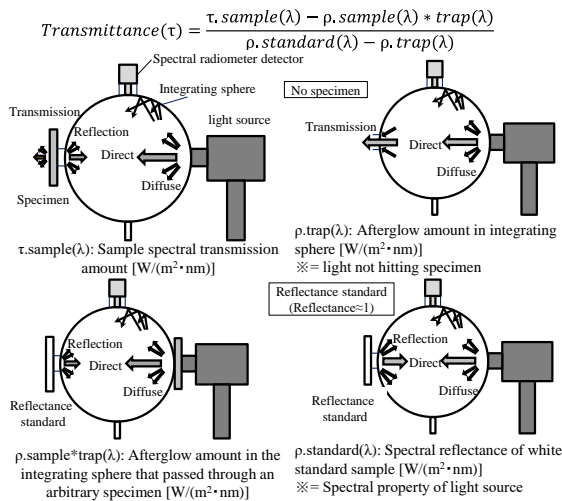 Transmittance(τ) = τ.sample(λ) − ρ.sample(λ) * trap(λ) / ρ.standard(λ) − ρ.trap(λ)
Spectral radiometer detector
Integrating sphere
Transmission
Reflection
light source
Direct
Diffuse
Specimen
τ.sample(λ): Sample spectral transmission
amount [W/(m²・nm)]
No specimen
Transmission
Direct
Diffuse
ρ.trap(λ): Afterglow amount in integrating
sphere [W/(m²・nm)]
※= light not hitting specimen
Reflection
Direct
Diffuse
Reflectance
standard
ρ.sample*trap(λ): Afterglow amount in the
integrating sphere that passed through an
arbitrary specimen [W/(m²・nm)]
Reflectance standard
(Reflectance≈1)
Reflection
Direct
Diffuse
Reflectance
standard
ρ.standard(λ): Spectral reflectance of white
standard sample [W/(m²・nm)]
※= Spectral property of light source